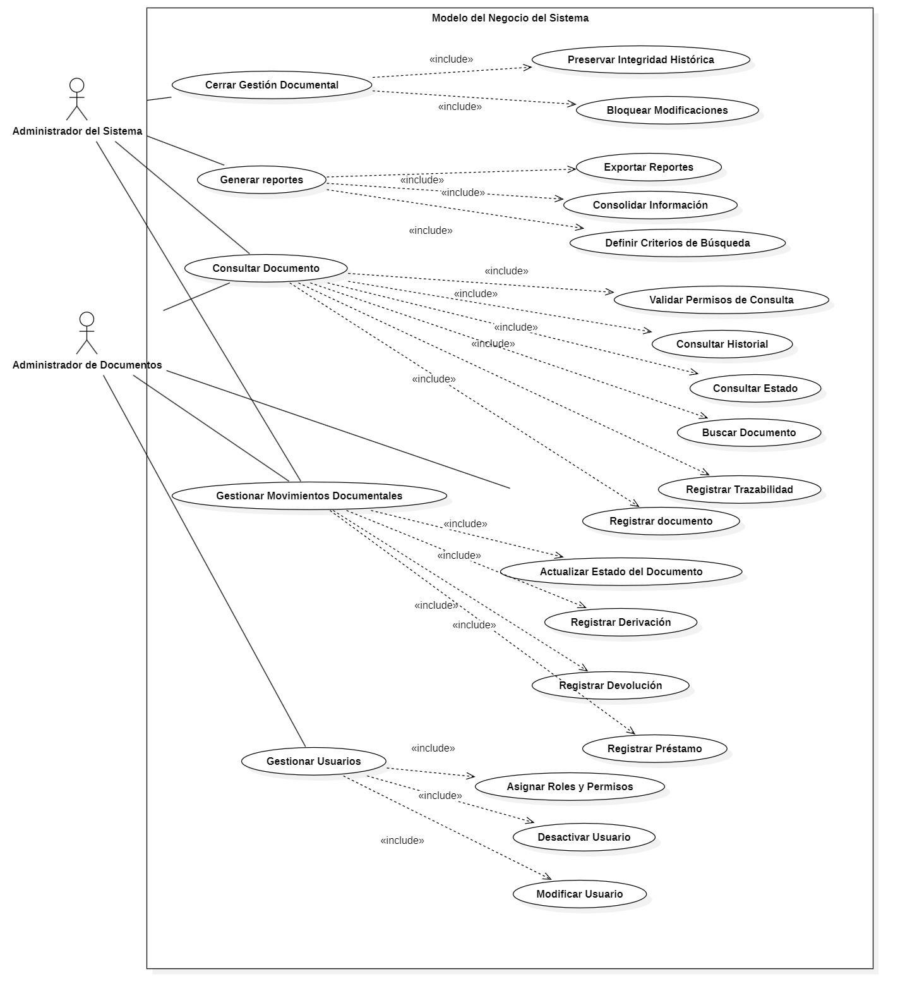 Modelo del Negocio del Sistema
«include»
Preservar Integridad Histórica
Cerrar Gestión Documental
«include»
Bloquear Modificaciones
Administrador del Sistema
Exportar Reportes
Generar reportes
«include»
«include»
Consolidar Información
«include»
Definir Criterios de Búsqueda
Consultar Documento
«include»
«include»
Validar Permisos de Consulta
«include»
«include»
Consultar Historial
Administrador de Documentos
«include»
Consultar Estado
Buscar Documento
Registrar Trazabilidad
Gestionar Movimientos Documentales
Registrar documento
«include»
«include»
Actualizar Estado del Documento
«include»
Registrar Derivación
«include»
Registrar Devolución
«include»
Registrar Préstamo
Gestionar Usuarios
Asignar Roles y Permisos
«include»
Desactivar Usuario
«include»
Modificar Usuario